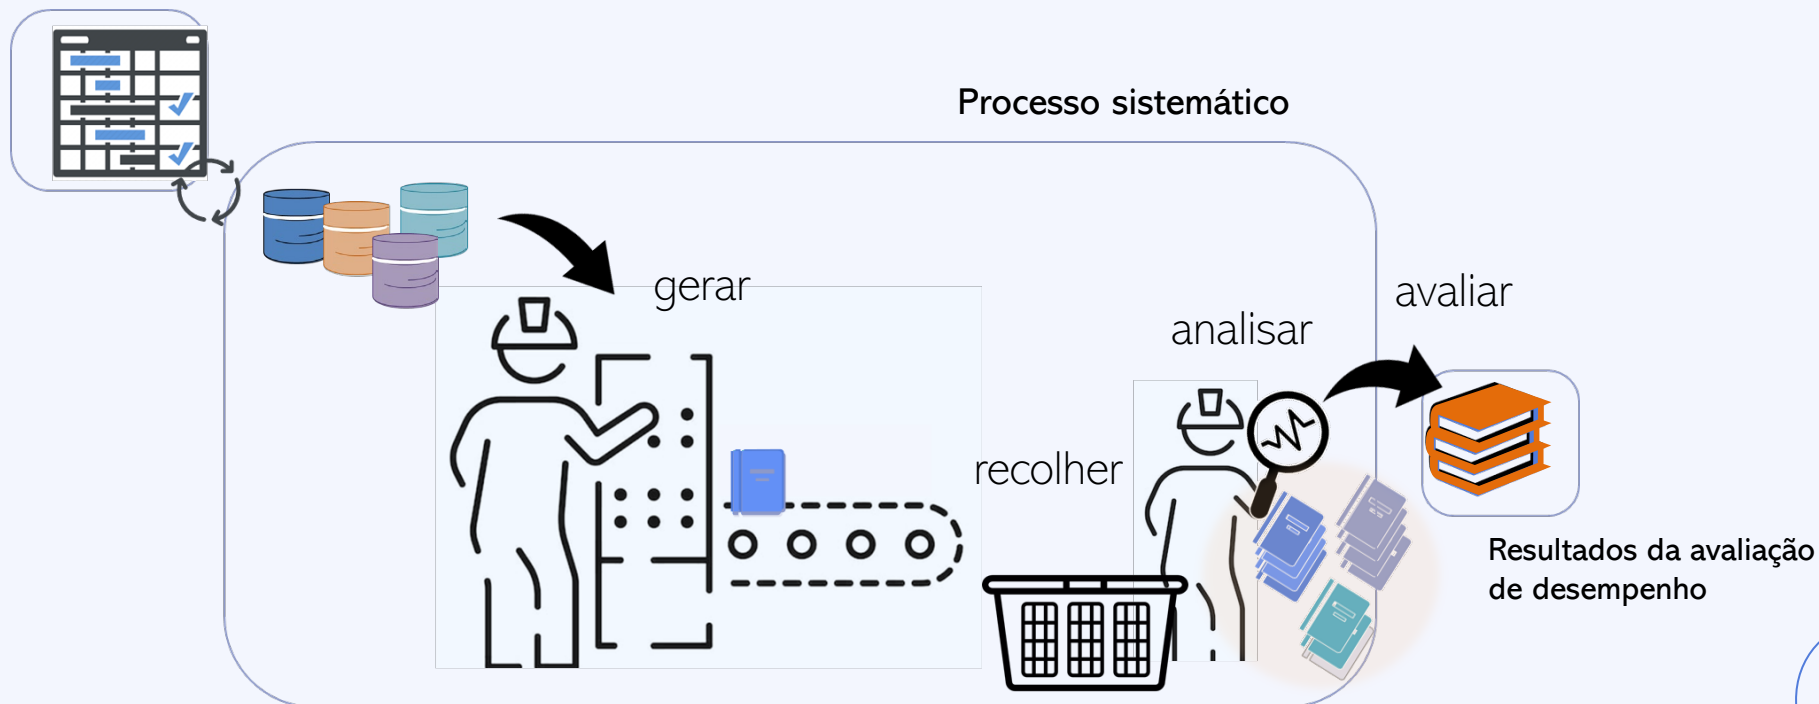 Processo sistemático
gerar
avaliar
analisar
recolher
Resultados da avaliação
de desempenho